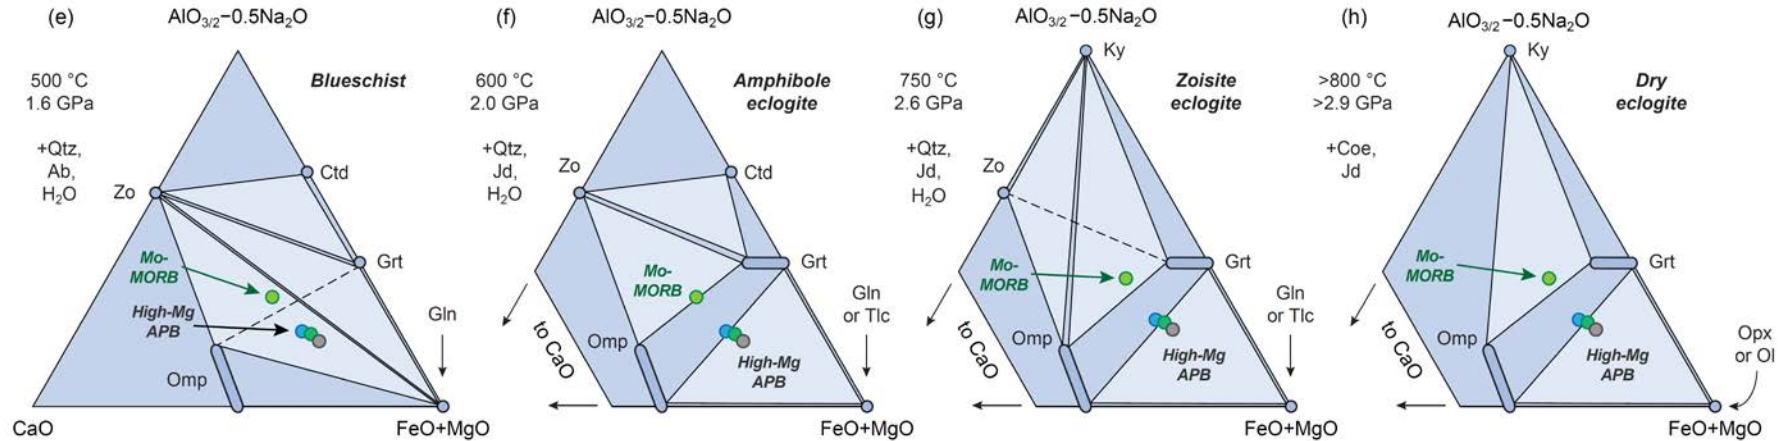 (e)
AlO3/2−0.5Na2O
500 °C
1.6 GPa
Blueschist
+Qtz,
Ab,
H2O
Zo
Ctd
Mo-
MORB
Grt
High-Mg
APB
Gln
Omp
CaO
FeO+MgO
(f)
AlO3/2−0.5Na2O
600 °C
2.0 GPa
Amphibole
eclogite
+Qtz,
Jd,
H2O
Zo
Ctd
Mo-
MORB
Grt
Gln
or Tlc
to CaO
Omp
High-Mg
APB
FeO+MgO
(g)
AlO3/2−0.5Na2O
Ky
750 °C
2.6 GPa
Zoisite
eclogite
+Qtz,
Jd,
H2O
Zo
Mo-
MORB
Grt
Gln
or Tlc
to CaO
Omp
High-Mg
APB
FeO+MgO
(h)
AlO3/2−0.5Na2O
Ky
>800 °C
>2.9 GPa
Dry
eclogite
+Coe,
Jd
Mo-
MORB
Grt
to CaO
Omp
High-Mg
APB
Opx
or Ol
FeO+MgO